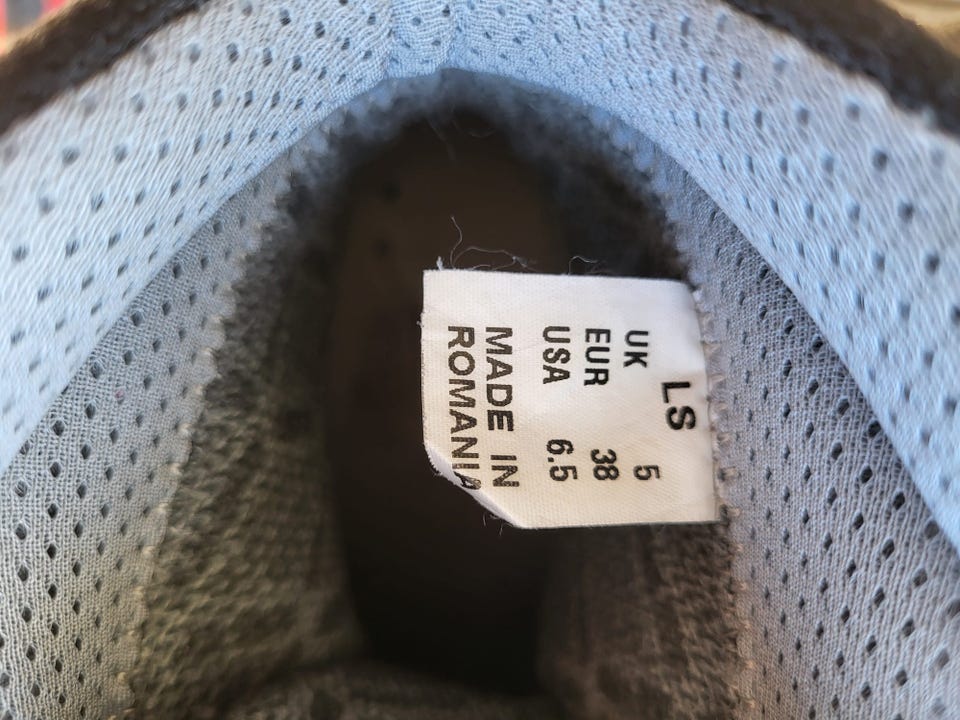 LS
UK 5
EUR 38
USA 6.5
MADE IN
ROMANIA